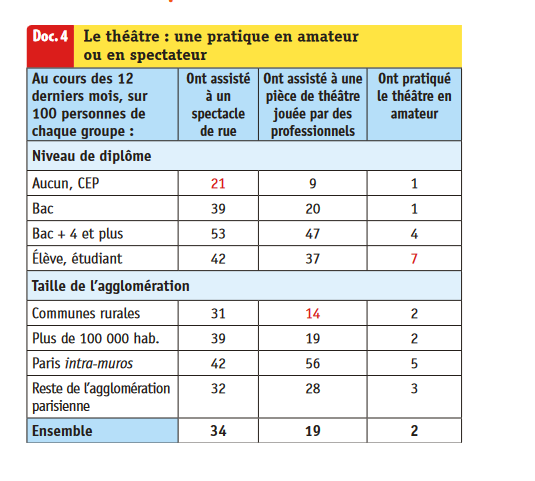 Doc. 4 Le théâtre : une pratique en amateur
ou en spectateur
Au cours des 12 derniers mois, sur 100 personnes de chaque groupe : Ont assisté à un spectacle de rue Ont assisté à une pièce de théâtre jouée par des professionnels Ont pratiqué le théâtre en amateur
Niveau de diplôme
Aucun, CEP 21 9 1
Bac 39 20 1
Bac + 4 et plus 53 47 4
Élève, étudiant 42 37 7
Taille de l'agglomération
Communes rurales 31 14 2
Plus de 100 000 hab. 39 19 2
Paris intra-muros 42 56 5
Reste de l'agglomération 32 28 3
parisienne
Ensemble 34 19 2